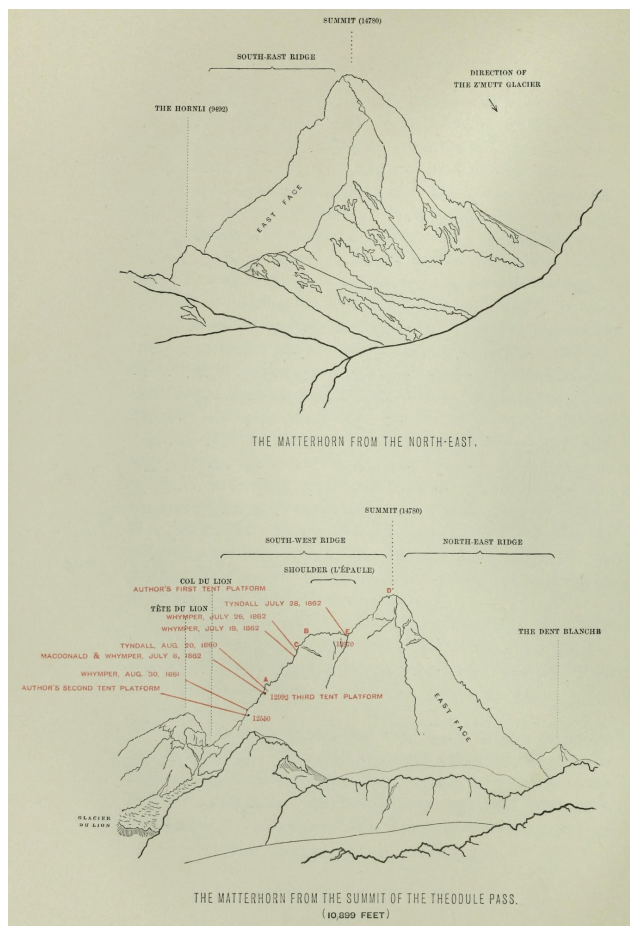 SUMMIT (14780)
SOUTH-EAST RIDGE
DIRECTION OF
THE Z'MUTT GLACIER
THE HORNLI (9492)
EAST FACE
THE MATTERHORN FROM THE NORTH-EAST.
SUMMIT (14780)
SOUTH-WEST RIDGE
NORTH-EAST RIDGE
SHOULDER (L'ÉPAULE)
COL DU LION
AUTHOR'S FIRST TENT PLATFORM
D
TYNDALL JULY 28, 1862
TÊTE DU LION
WHYMPER, JULY 26, 1862
WHYMPER, JULY 19, 1862
B
E
THE DENT BLANCHE
TYNDALL, AUG. 20, 1860
C
MACDONALD & WHYMPER, JULY 6, 1862
WHYMPER, AUG. 30, 1861
A
AUTHOR'S SECOND TENT PLATFORM
12992 THIRD TENT PLATFORM
EAST FACE
12550
GLACIER
DU LION
THE MATTERHORN FROM THE SUMMIT OF THE THEODULE PASS.
(10,899 FEET)